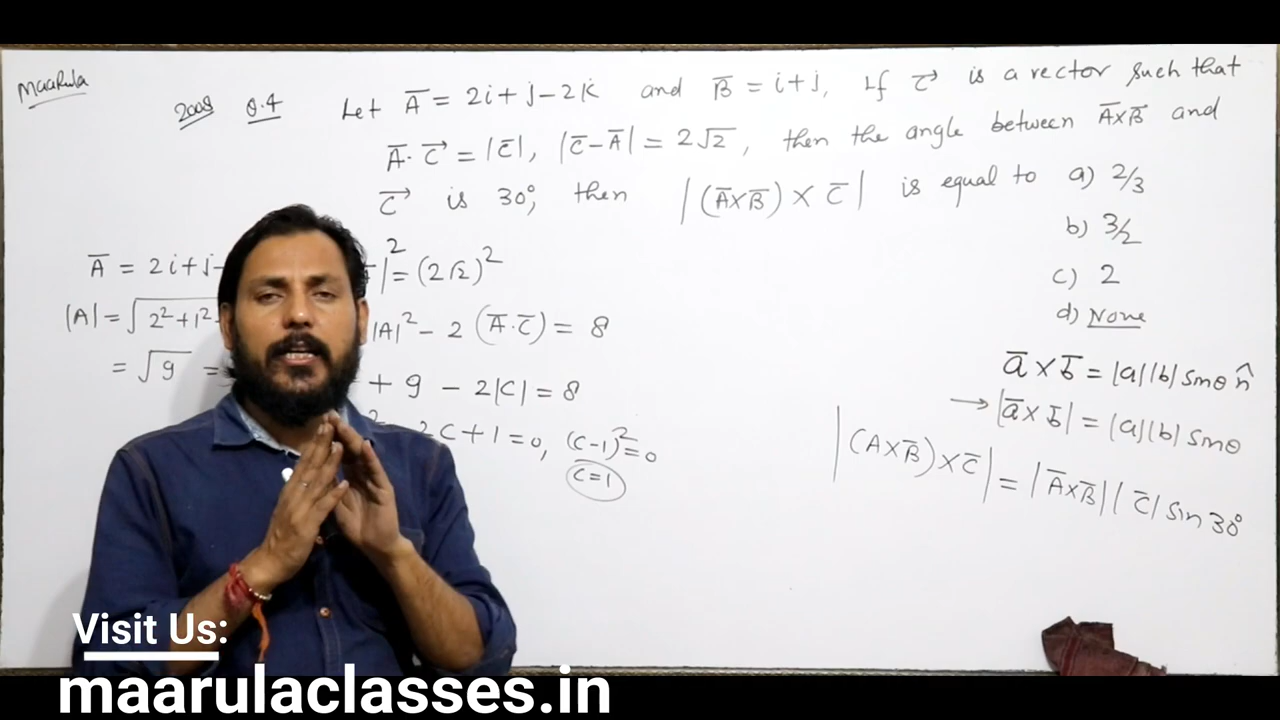 MaaRula
2008 Q.4 Let A̅ = 2i + j - 2k and B̅ = i + j, If C⃗ is a vector such that
A̅ · C⃗ = |C̅|, |C̅ - A̅| = 2√2, then the angle between A̅×B̅ and
C⃗ is 30°, then |(A̅×B̅) × C̅| is equal to a) 2/3
b) 3/2
c) 2
d) None
A̅ = 2i + j -
|A| = √2² + 1²
= √9 =
|² = (2√2)²
|A|² - 2 (A̅·C̅) = 8
+ 9 - 2|C| = 8
2C + 1 = 0, (C-1)² = 0
C=1
a̅ × b̅ = |a||b| sinθ n̂
→ |a̅ × b̅| = |a||b| sinθ
|(A×B̅) × C̅| = |A̅×B̅| |C̅| sin 30°
Visit Us:
maarulaclasses.in